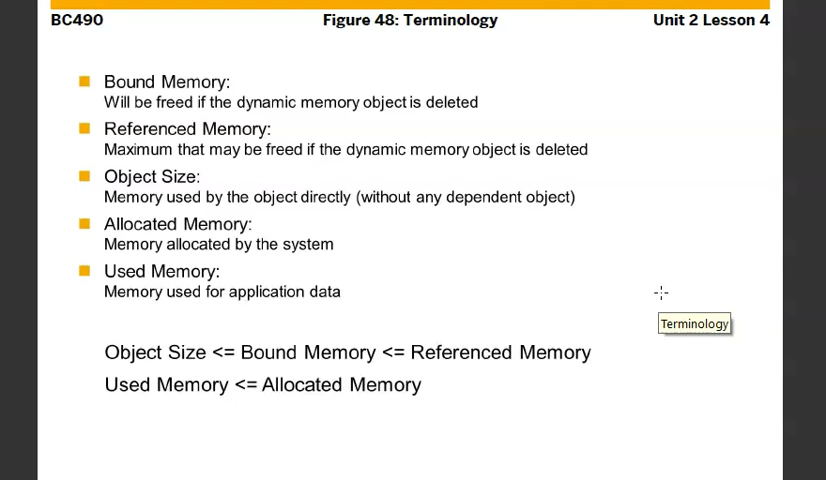 BC490 Figure 48: Terminology Unit 2 Lesson 4
Bound Memory:
Will be freed if the dynamic memory object is deleted
Referenced Memory:
Maximum that may be freed if the dynamic memory object is deleted
Object Size:
Memory used by the object directly (without any dependent object)
Allocated Memory:
Memory allocated by the system
Used Memory:
Memory used for application data
Terminology
Object Size <= Bound Memory <= Referenced Memory
Used Memory <= Allocated Memory